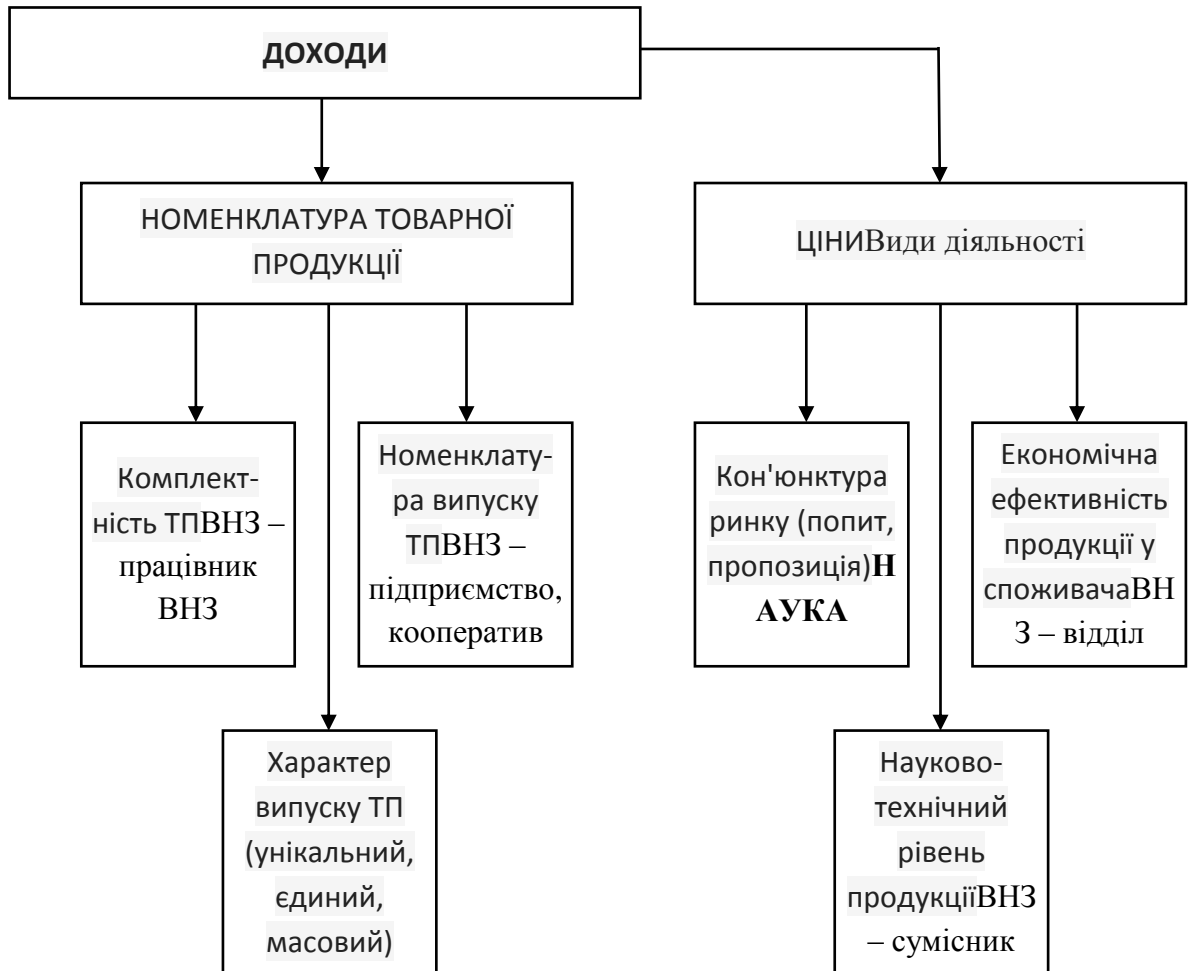 ДОХОДИ
НОМЕНКЛАТУРА ТОВАРНОЇ
ПРОДУКЦІЇ
ЦІНИВиди діяльності
Комплект-
ність ТПВНЗ –
працівник
ВНЗ
Номенклату-
ра випуску
ТПВНЗ –
підприємство,
кооператив
Кон'юнктура
ринку (попит,
пропозиція)Н
АУКА
Економічна
ефективність
продукції у
споживачаВН
З – відділ
Характер
випуску ТП
(унікальний,
єдиний,
масовий)
Науково-
технічний
рівень
продукціїВНЗ
– сумісник